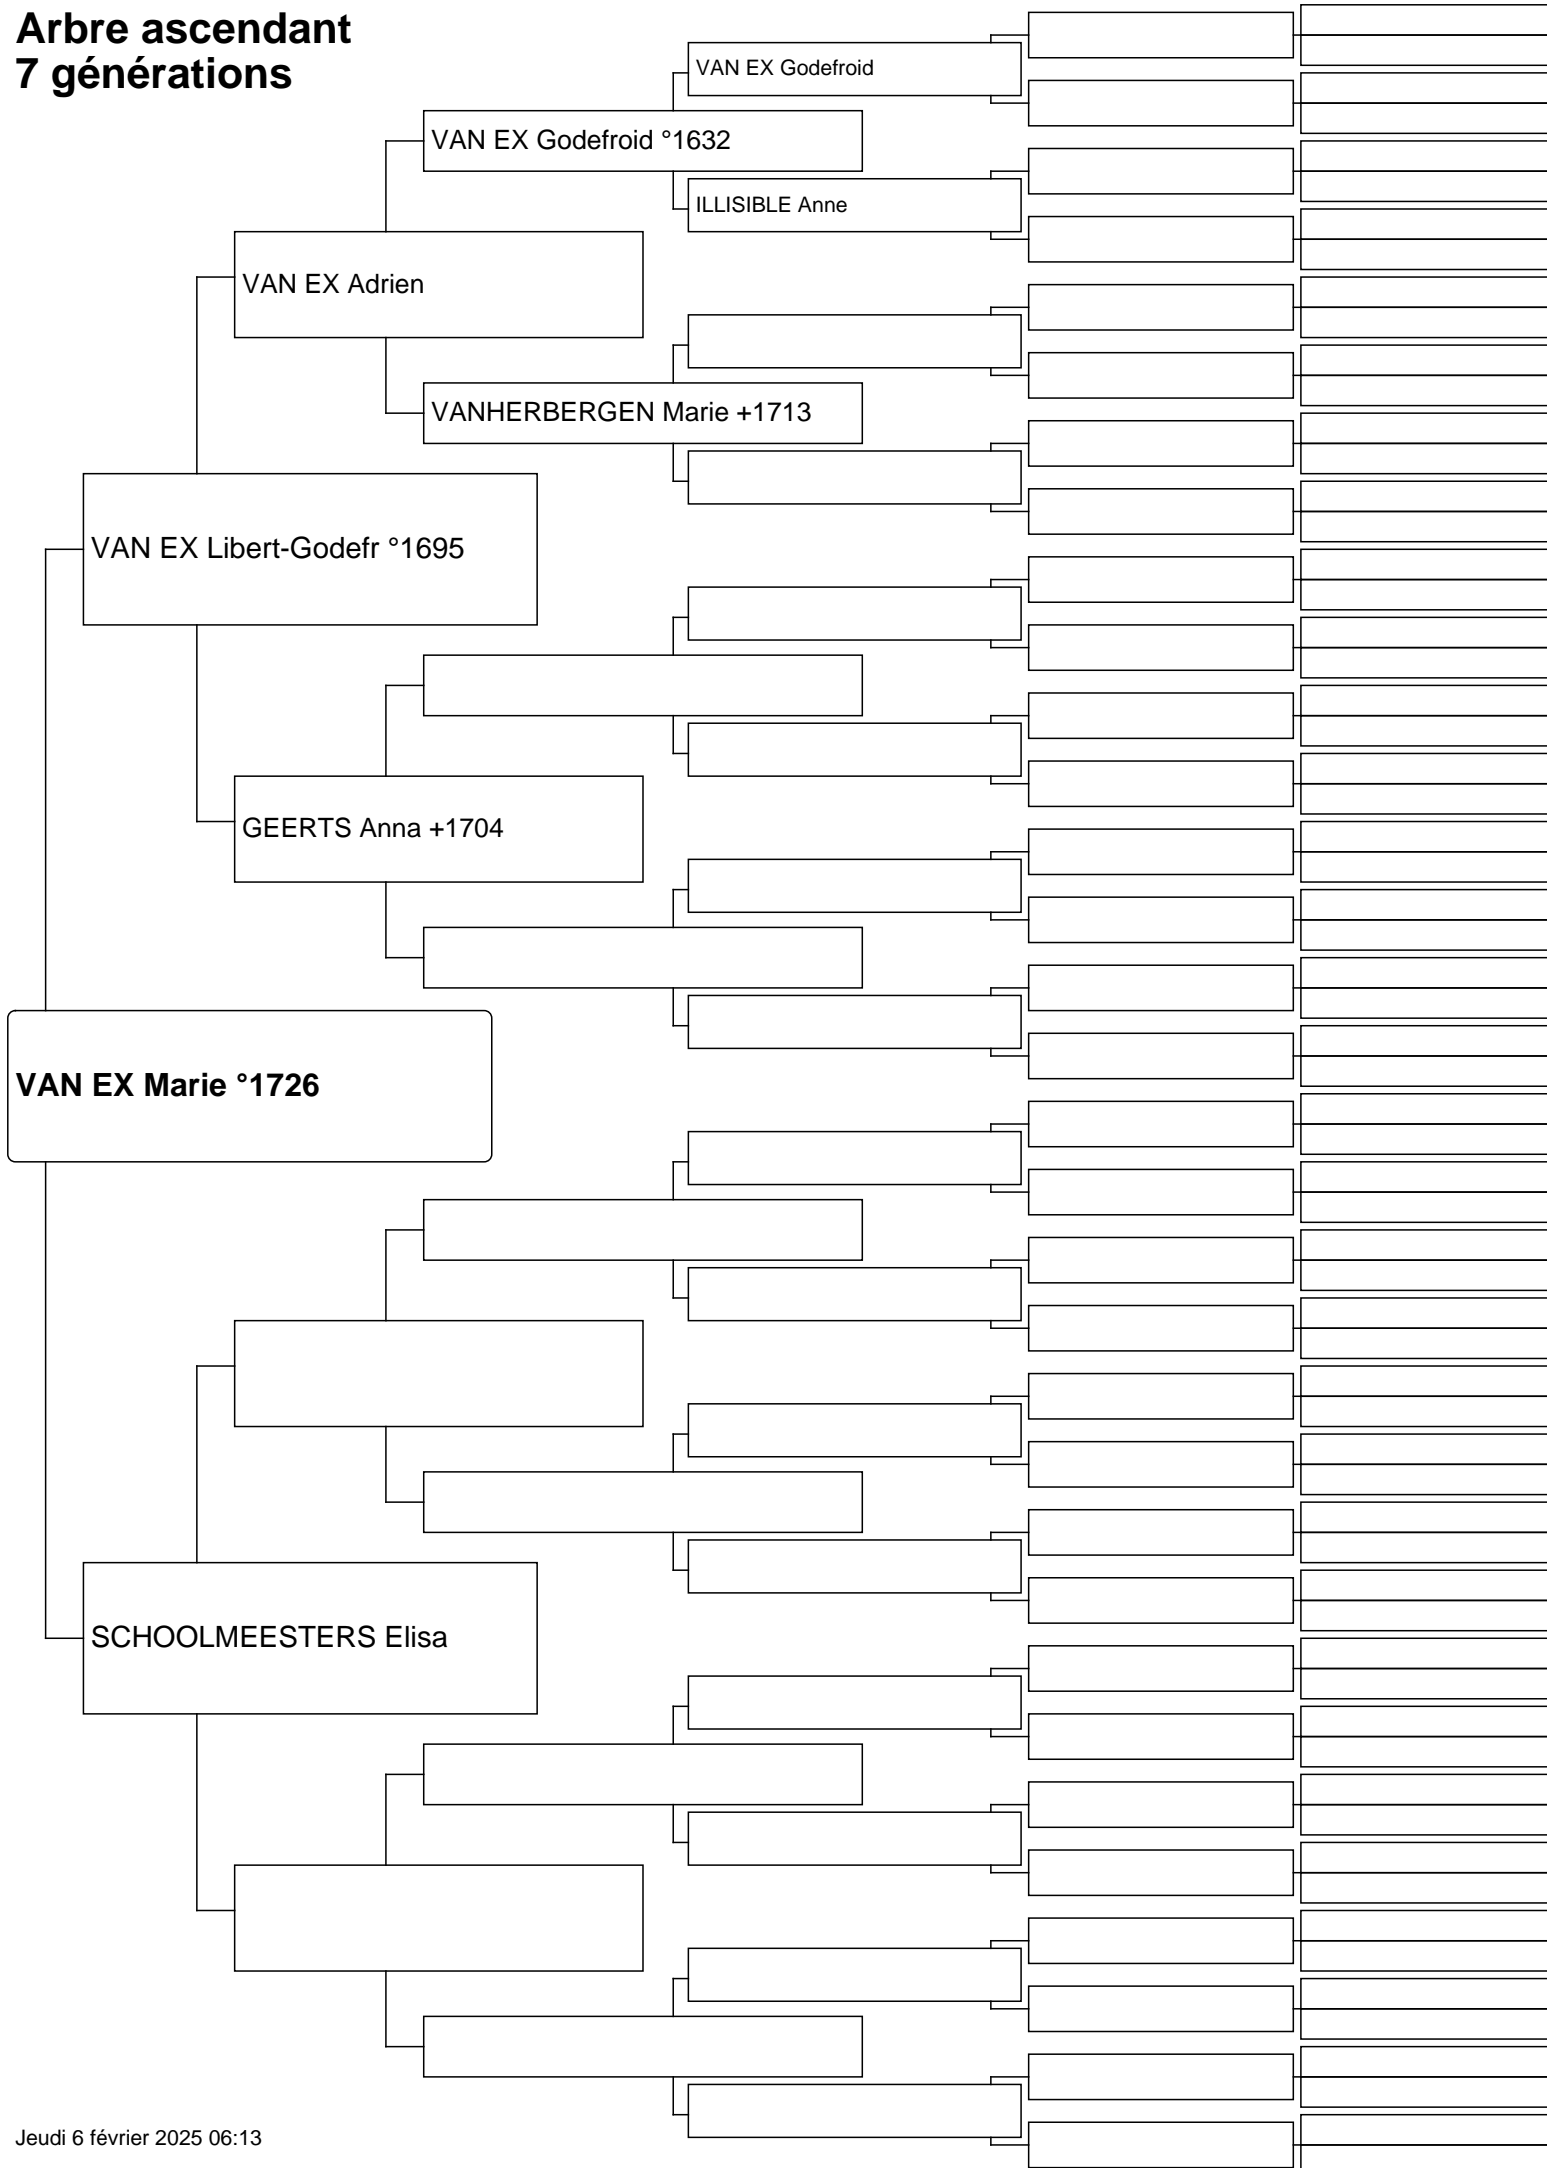 Arbre ascendant
7 générations
VAN EX Godefroid
VAN EX Godefroid °1632
ILLISIBLE Anne
VAN EX Adrien
VANHERBERGEN Marie +1713
VAN EX Libert-Godefr °1695
GEERTS Anna +1704
VAN EX Marie °1726
SCHOOLMEESTERS Elisa
Jeudi 6 février 2025 06:13